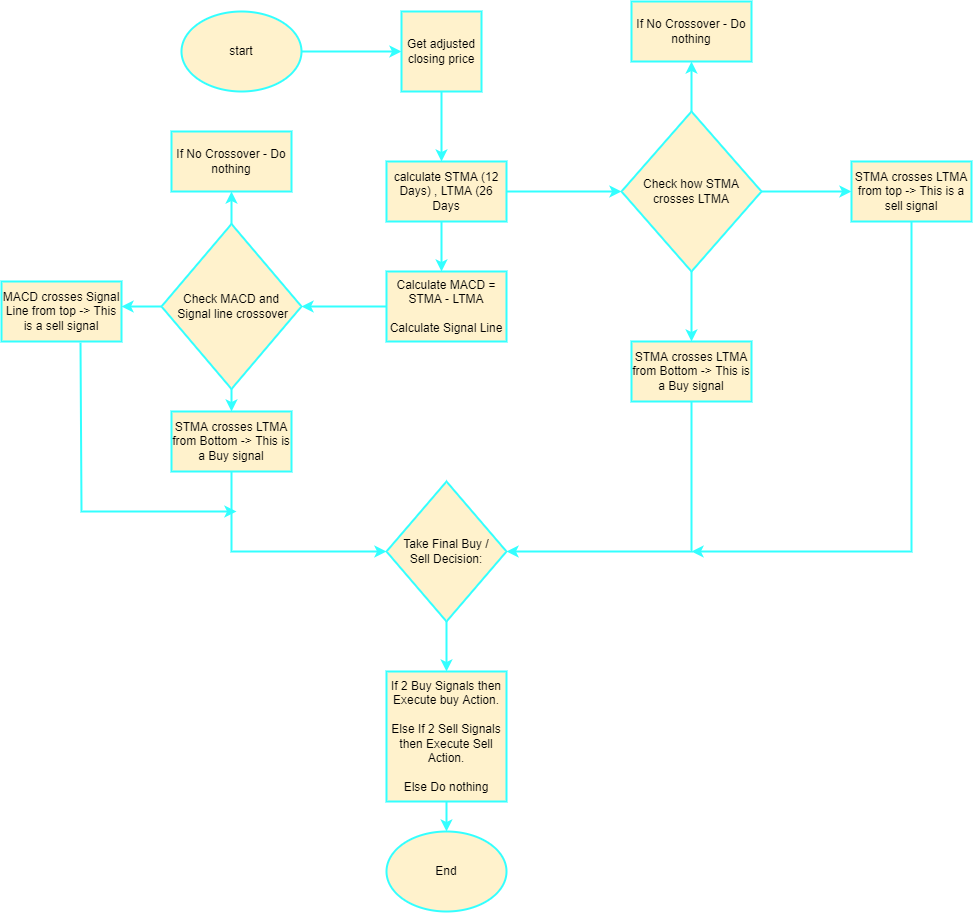 start
Get adjusted
closing price
If No Crossover - Do
nothing
If No Crossover - Do
nothing
calculate STMA (12
Days) , LTMA (26
Days
Check how STMA
crosses LTMA
STMA crosses LTMA
from top -> This is a
sell signal
MACD crosses Signal
Line from top -> This
is a sell signal
Check MACD and
Signal line crossover
Calculate MACD =
STMA - LTMA
Calculate Signal Line
STMA crosses LTMA
from Bottom -> This is
a Buy signal
STMA crosses LTMA
from Bottom -> This is
a Buy signal
Take Final Buy /
Sell Decision:
If 2 Buy Signals then
Execute buy Action.
Else If 2 Sell Signals
then Execute Sell
Action.
Else Do nothing
End